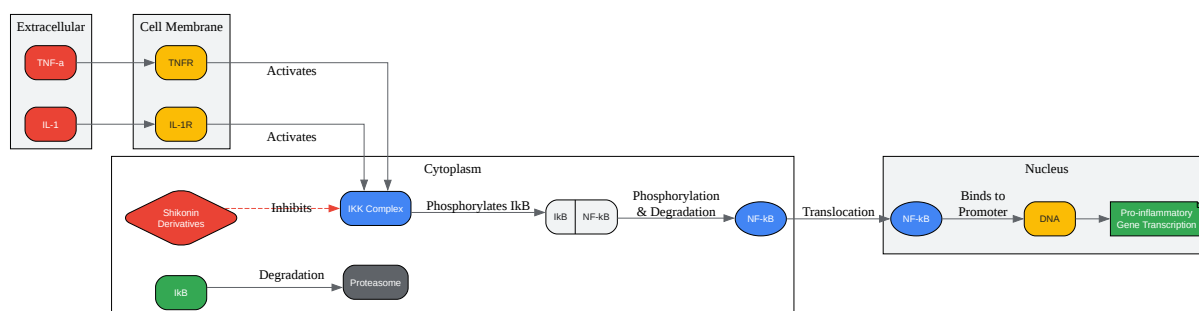 Extracellular
Cell Membrane
TNF-a
TNFR
Activates
IL-1
IL-1R
Activates
Cytoplasm
Nucleus
Shikonin
Derivatives
Inhibits
IKK Complex
Phosphorylates IkB
IkB
NF-kB
Phosphorylation
& Degradation
NF-kB
Translocation
NF-kB
Binds to
Promoter
DNA
Pro-inflammatory
Gene Transcription
IkB
Degradation
Proteasome